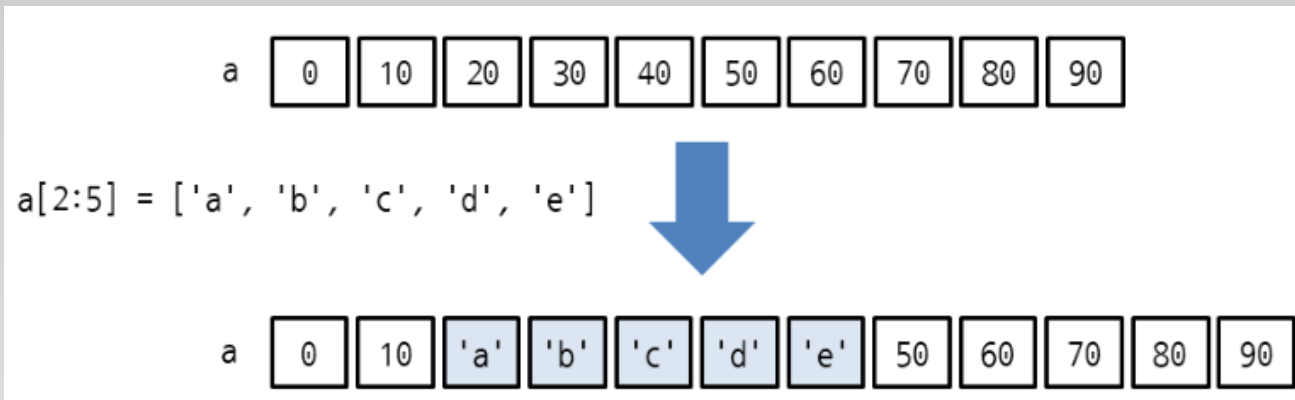 a 0 10 20 30 40 50 60 70 80 90
a[2:5] = ['a', 'b', 'c', 'd', 'e']
a 0 10 'a' 'b' 'c' 'd' 'e' 50 60 70 80 90